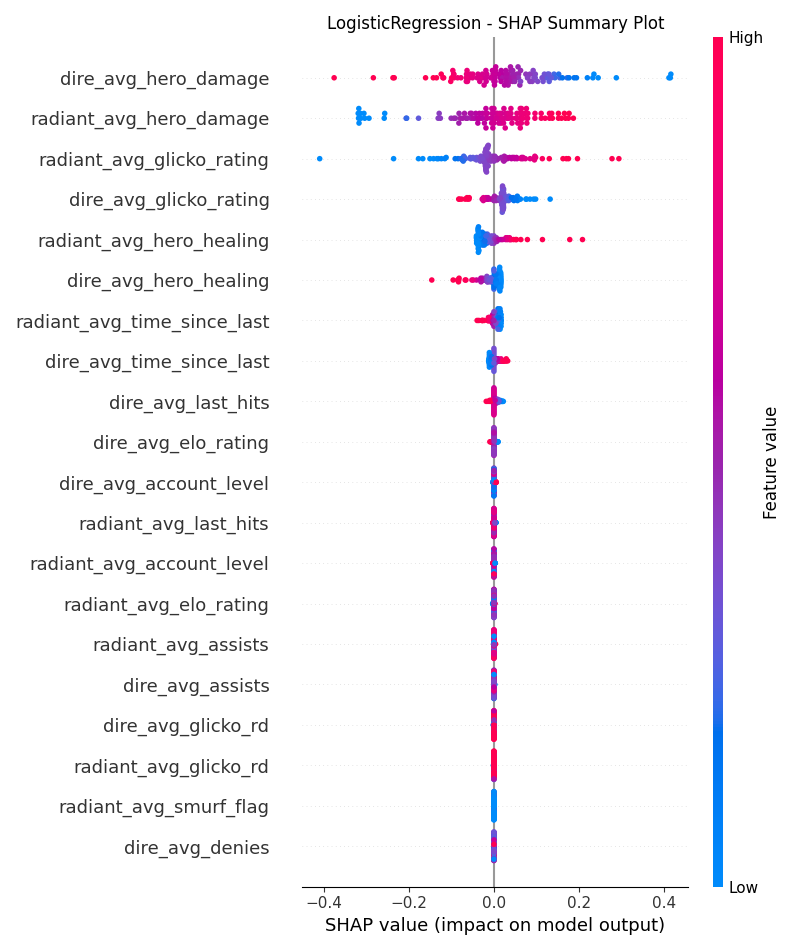 LogisticRegression - SHAP Summary Plot
High
dire_avg_hero_damage
radiant_avg_hero_damage
radiant_avg_glicko_rating
dire_avg_glicko_rating
radiant_avg_hero_healing
dire_avg_hero_healing
radiant_avg_time_since_last
dire_avg_time_since_last
dire_avg_last_hits
dire_avg_elo_rating
dire_avg_account_level
radiant_avg_last_hits
radiant_avg_account_level
radiant_avg_elo_rating
radiant_avg_assists
dire_avg_assists
dire_avg_glicko_rd
radiant_avg_glicko_rd
radiant_avg_smurf_flag
dire_avg_denies
Feature value
Low
−0.4 −0.2 0.0 0.2 0.4
SHAP value (impact on model output)